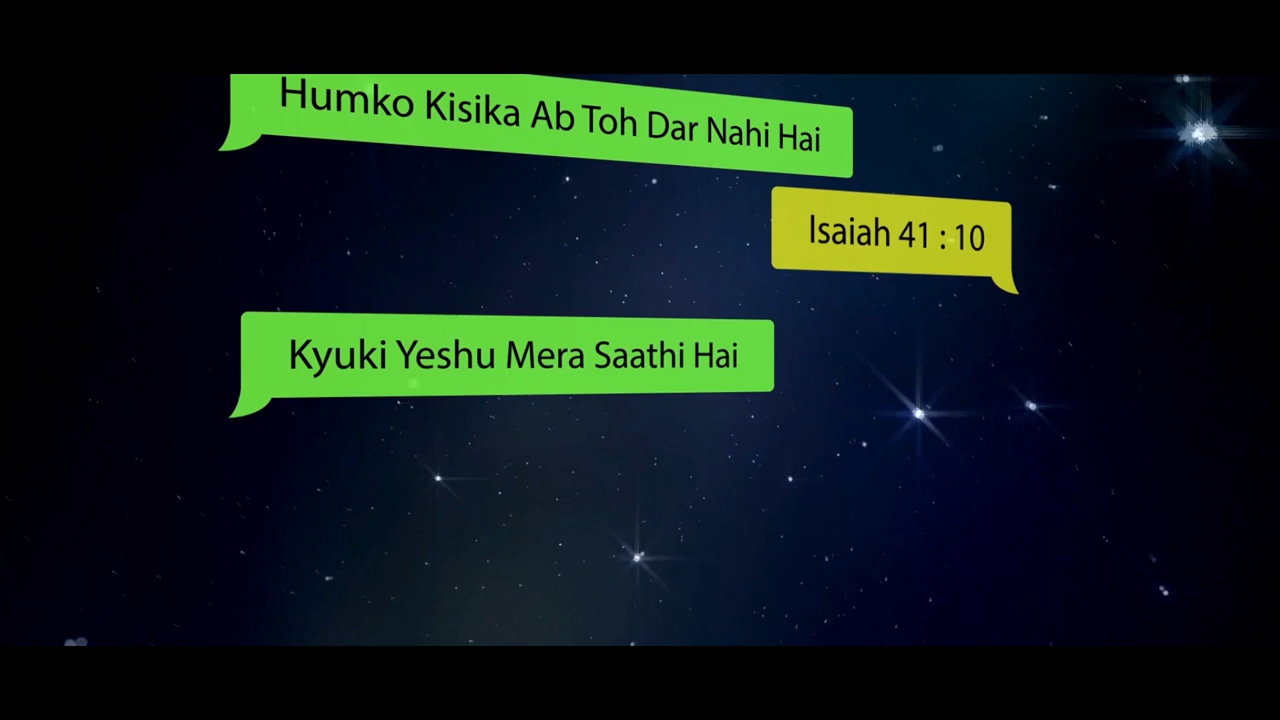 Humko Kisika Ab Toh Dar Nahi Hai
Isaiah 41 : 10
Kyuki Yeshu Mera Saathi Hai